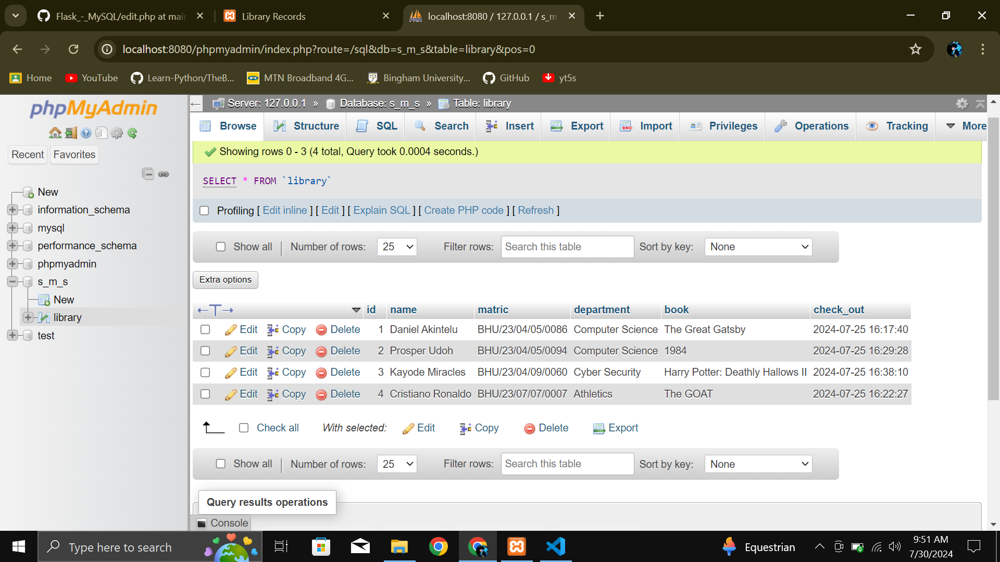 Flask_-_MySQL/edit.php at mair
Library Records
localhost:8080 / 127.0.0.1 / s_m_
localhost:8080/phpmyadmin/index.php?route=/sql&db=s_m_s&table=library&pos=0
Home YouTube Learn-Python/TheB... MTN Broadband 4G... Bingham University... GitHub yt5s
phpMyAdmin
Recent Favorites
New
information_schema
mysql
performance_schema
phpmyadmin
s_m_s
New
library
test
Server: 127.0.0.1 » Database: s_m_s » Table: library
Browse Structure SQL Search Insert Export Import Privileges Operations Tracking More
Showing rows 0 - 3 (4 total, Query took 0.0004 seconds.)
SELECT * FROM `library`
Profiling [ Edit inline ] [ Edit ] [ Explain SQL ] [ Create PHP code ] [ Refresh ]
Show all Number of rows: 25 Filter rows: Search this table Sort by key: None
Extra options
id name matric department book check_out
Edit Copy Delete 1 Daniel Akintelu BHU/23/04/05/0086 Computer Science The Great Gatsby 2024-07-25 16:17:40
Edit Copy Delete 2 Prosper Udoh BHU/23/04/05/0094 Computer Science 1984 2024-07-25 16:29:28
Edit Copy Delete 3 Kayode Miracles BHU/23/04/09/0060 Cyber Security Harry Potter: Deathly Hallows II 2024-07-25 16:38:10
Edit Copy Delete 4 Cristiano Ronaldo BHU/23/07/07/0007 Athletics The GOAT 2024-07-25 16:22:27
Check all With selected: Edit Copy Delete Export
Show all Number of rows: 25 Filter rows: Search this table Sort by key: None
Query results operations
Console
Type here to search
Equestrian
9:51 AM
7/30/2024